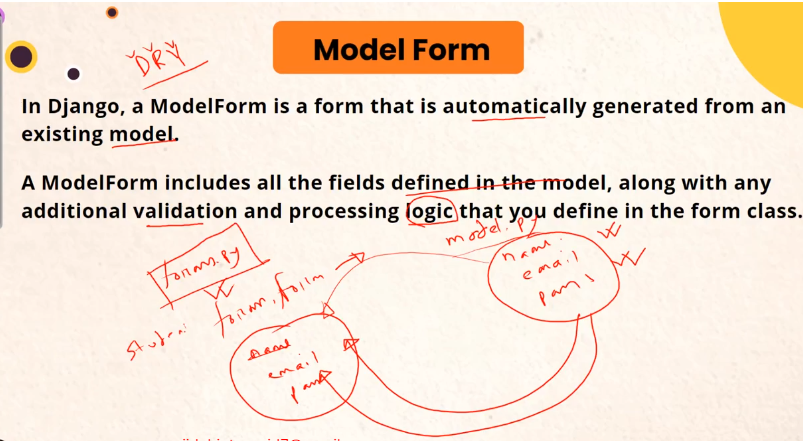 DRY
Model Form
In Django, a ModelForm is a form that is automatically generated from an
existing model.
A ModelForm includes all the fields defined in the model, along with any
additional validation and processing logic that you define in the form class.
model.py
name
email
pass
forms.py
form.form
name
email
pass